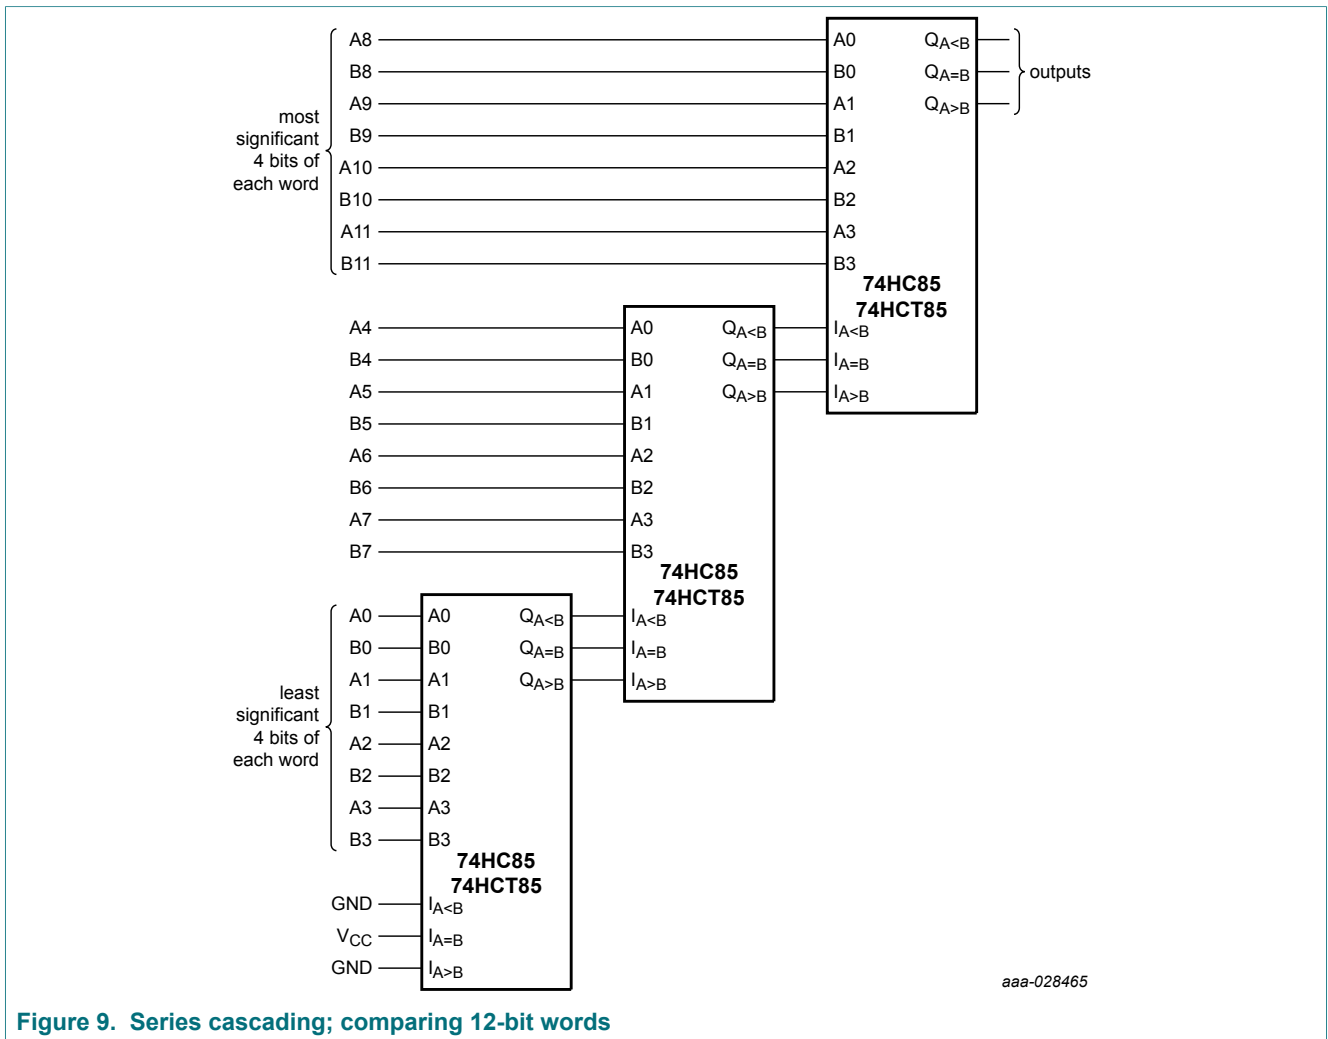 A8 A0 QA<B
B8 B0 QA=B outputs
A9 A1 QA>B
most
significant
4 bits of
each word
B9 B1
A10 A2
B10 B2
A11 A3
B11 B3
74HC85
74HCT85
A4 A0 QA<B IA<B
B4 B0 QA=B IA=B
A5 A1 QA>B IA>B
B5 B1
A6 A2
B6 B2
A7 A3
B7 B3
74HC85
74HCT85
A0 A0 QA<B IA<B
B0 B0 QA=B IA=B
A1 A1 QA>B IA>B
least
significant
4 bits of
each word
B1 B1
A2 A2
B2 B2
A3 A3
B3 B3
74HC85
74HCT85
GND IA<B
VCC IA=B
GND IA>B
aaa-028465
Figure 9. Series cascading; comparing 12-bit words